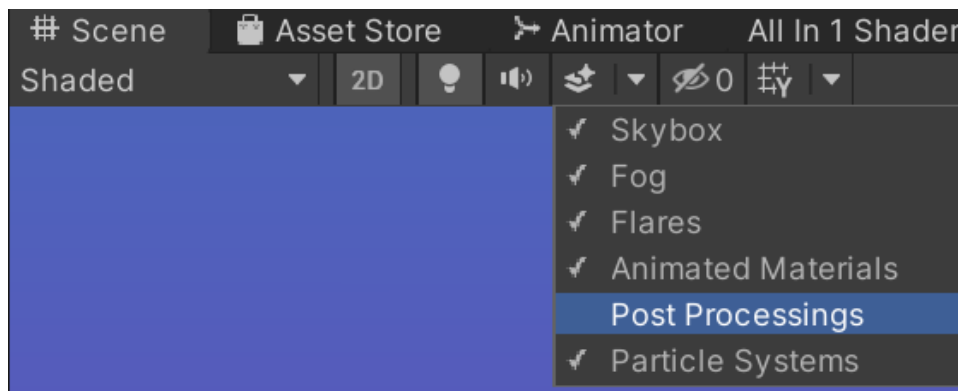 Scene Asset Store Animator All In 1 Shader
Shaded 2D 0
Skybox
Fog
Flares
Animated Materials
Post Processings
Particle Systems